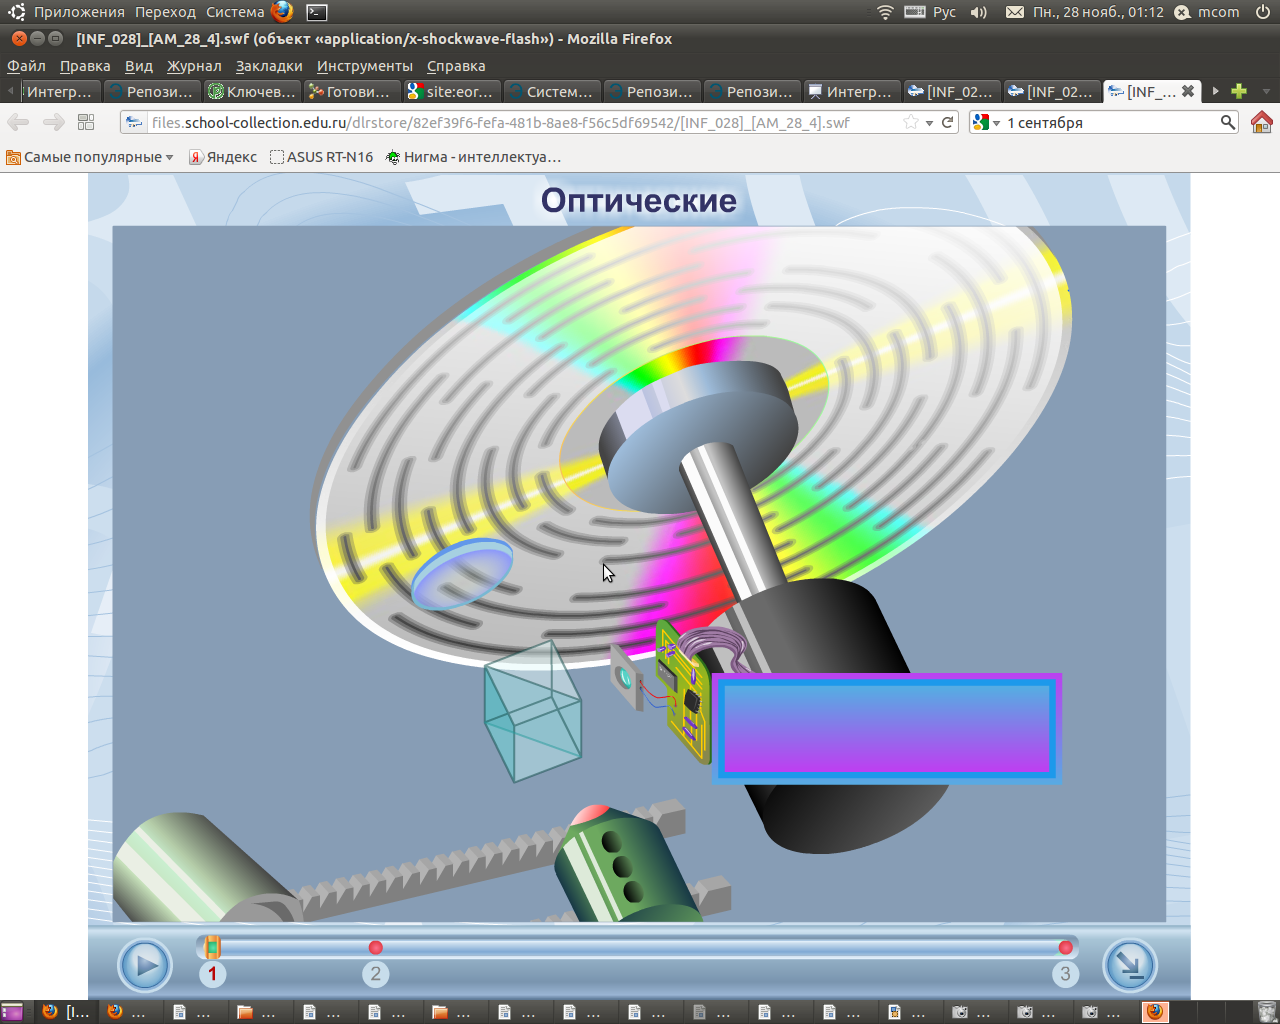 Приложения Переход Система Рус Пн., 28 нояб., 01:12 mcom
[INF_028]_[AM_28_4].swf (объект «application/x-shockwave-flash») - Mozilla Firefox
Файл Правка Вид Журнал Закладки Инструменты Справка
Интегр… Репози… Ключев… Готови… site:eor… Систем… Репози… Репози… Интегр… [INF_02… [INF_02… [INF_…
files.school-collection.edu.ru/dlrstore/82ef39f6-fefa-481b-8ae8-f56c5df69542/[INF_028]_[AM_28_4].swf 1 сентября
Самые популярные Яндекс ASUS RT-N16 Нигма - интеллектуа…
Оптические
1 2 3
[I… … … … … … … … … … … … … … … … …